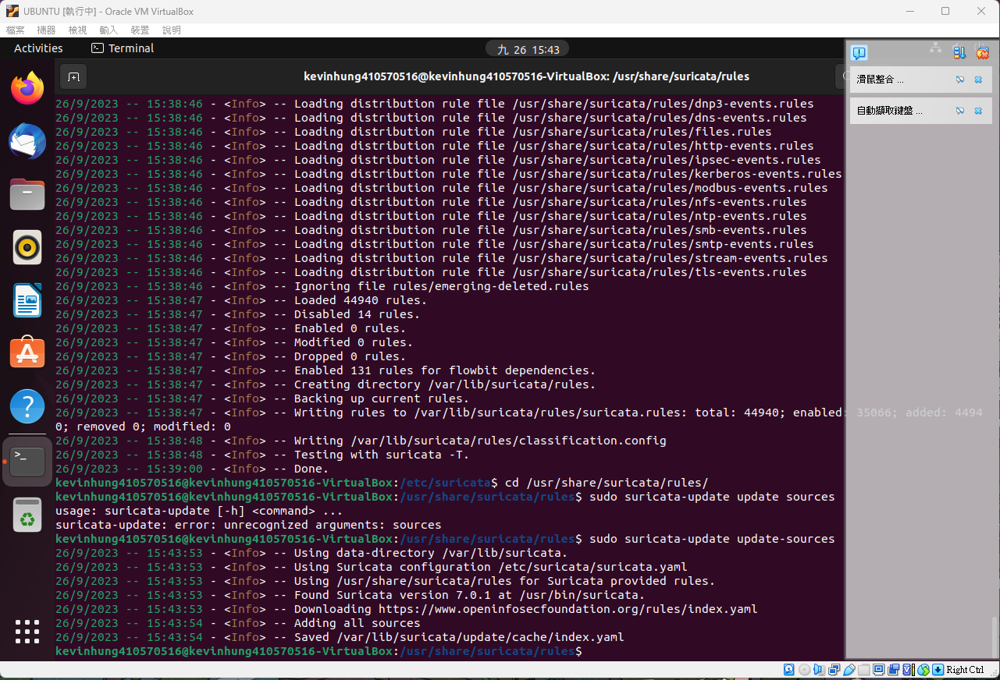 UBUNTU [執行中] - Oracle VM VirtualBox
檔案 機器 檢視 輸入 裝置 說明
Activities Terminal 九 26 15:43
kevinhung410570516@kevinhung410570516-VirtualBox: /usr/share/suricata/rules
滑鼠整合 ...
自動擷取鍵盤 ...
26/9/2023 -- 15:38:46 - <Info> -- Loading distribution rule file /usr/share/suricata/rules/dnp3-events.rules
26/9/2023 -- 15:38:46 - <Info> -- Loading distribution rule file /usr/share/suricata/rules/dns-events.rules
26/9/2023 -- 15:38:46 - <Info> -- Loading distribution rule file /usr/share/suricata/rules/files.rules
26/9/2023 -- 15:38:46 - <Info> -- Loading distribution rule file /usr/share/suricata/rules/http-events.rules
26/9/2023 -- 15:38:46 - <Info> -- Loading distribution rule file /usr/share/suricata/rules/ipsec-events.rules
26/9/2023 -- 15:38:46 - <Info> -- Loading distribution rule file /usr/share/suricata/rules/kerberos-events.rules
26/9/2023 -- 15:38:46 - <Info> -- Loading distribution rule file /usr/share/suricata/rules/modbus-events.rules
26/9/2023 -- 15:38:46 - <Info> -- Loading distribution rule file /usr/share/suricata/rules/nfs-events.rules
26/9/2023 -- 15:38:46 - <Info> -- Loading distribution rule file /usr/share/suricata/rules/ntp-events.rules
26/9/2023 -- 15:38:46 - <Info> -- Loading distribution rule file /usr/share/suricata/rules/smb-events.rules
26/9/2023 -- 15:38:46 - <Info> -- Loading distribution rule file /usr/share/suricata/rules/smtp-events.rules
26/9/2023 -- 15:38:46 - <Info> -- Loading distribution rule file /usr/share/suricata/rules/stream-events.rules
26/9/2023 -- 15:38:46 - <Info> -- Loading distribution rule file /usr/share/suricata/rules/tls-events.rules
26/9/2023 -- 15:38:46 - <Info> -- Ignoring file rules/emerging-deleted.rules
26/9/2023 -- 15:38:47 - <Info> -- Loaded 44940 rules.
26/9/2023 -- 15:38:47 - <Info> -- Disabled 14 rules.
26/9/2023 -- 15:38:47 - <Info> -- Enabled 0 rules.
26/9/2023 -- 15:38:47 - <Info> -- Modified 0 rules.
26/9/2023 -- 15:38:47 - <Info> -- Dropped 0 rules.
26/9/2023 -- 15:38:47 - <Info> -- Enabled 131 rules for flowbit dependencies.
26/9/2023 -- 15:38:47 - <Info> -- Creating directory /var/lib/suricata/rules.
26/9/2023 -- 15:38:47 - <Info> -- Backing up current rules.
26/9/2023 -- 15:38:47 - <Info> -- Writing rules to /var/lib/suricata/rules/suricata.rules: total: 44940; enabled: 35066; added: 4494
0; removed 0; modified: 0
26/9/2023 -- 15:38:48 - <Info> -- Writing /var/lib/suricata/rules/classification.config
26/9/2023 -- 15:38:48 - <Info> -- Testing with suricata -T.
26/9/2023 -- 15:39:00 - <Info> -- Done.
kevinhung410570516@kevinhung410570516-VirtualBox:/etc/suricata$ cd /usr/share/suricata/rules/
kevinhung410570516@kevinhung410570516-VirtualBox:/usr/share/suricata/rules$ sudo suricata-update update sources
usage: suricata-update [-h] <command> ...
suricata-update: error: unrecognized arguments: sources
kevinhung410570516@kevinhung410570516-VirtualBox:/usr/share/suricata/rules$ sudo suricata-update update-sources
26/9/2023 -- 15:43:53 - <Info> -- Using data-directory /var/lib/suricata.
26/9/2023 -- 15:43:53 - <Info> -- Using Suricata configuration /etc/suricata/suricata.yaml
26/9/2023 -- 15:43:53 - <Info> -- Using /usr/share/suricata/rules for Suricata provided rules.
26/9/2023 -- 15:43:53 - <Info> -- Found Suricata version 7.0.1 at /usr/bin/suricata.
26/9/2023 -- 15:43:53 - <Info> -- Downloading https://www.openinfosecfoundation.org/rules/index.yaml
26/9/2023 -- 15:43:54 - <Info> -- Adding all sources
26/9/2023 -- 15:43:54 - <Info> -- Saved /var/lib/suricata/update/cache/index.yaml
kevinhung410570516@kevinhung410570516-VirtualBox:/usr/share/suricata/rules$
Right Ctrl